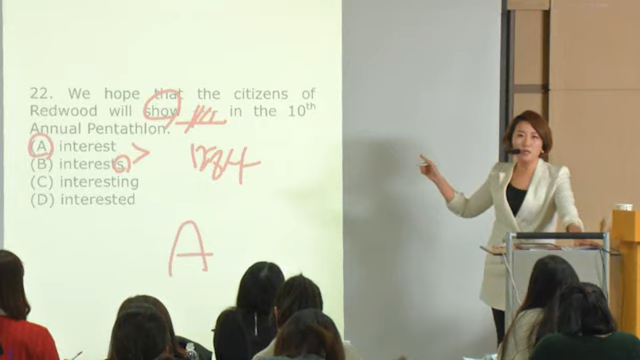 22. We hope that the citizens of
Redwood will show in the 10th
Annual Pentathlon.
(A) interest
(B) interests
(C) interesting
(D) interested
A